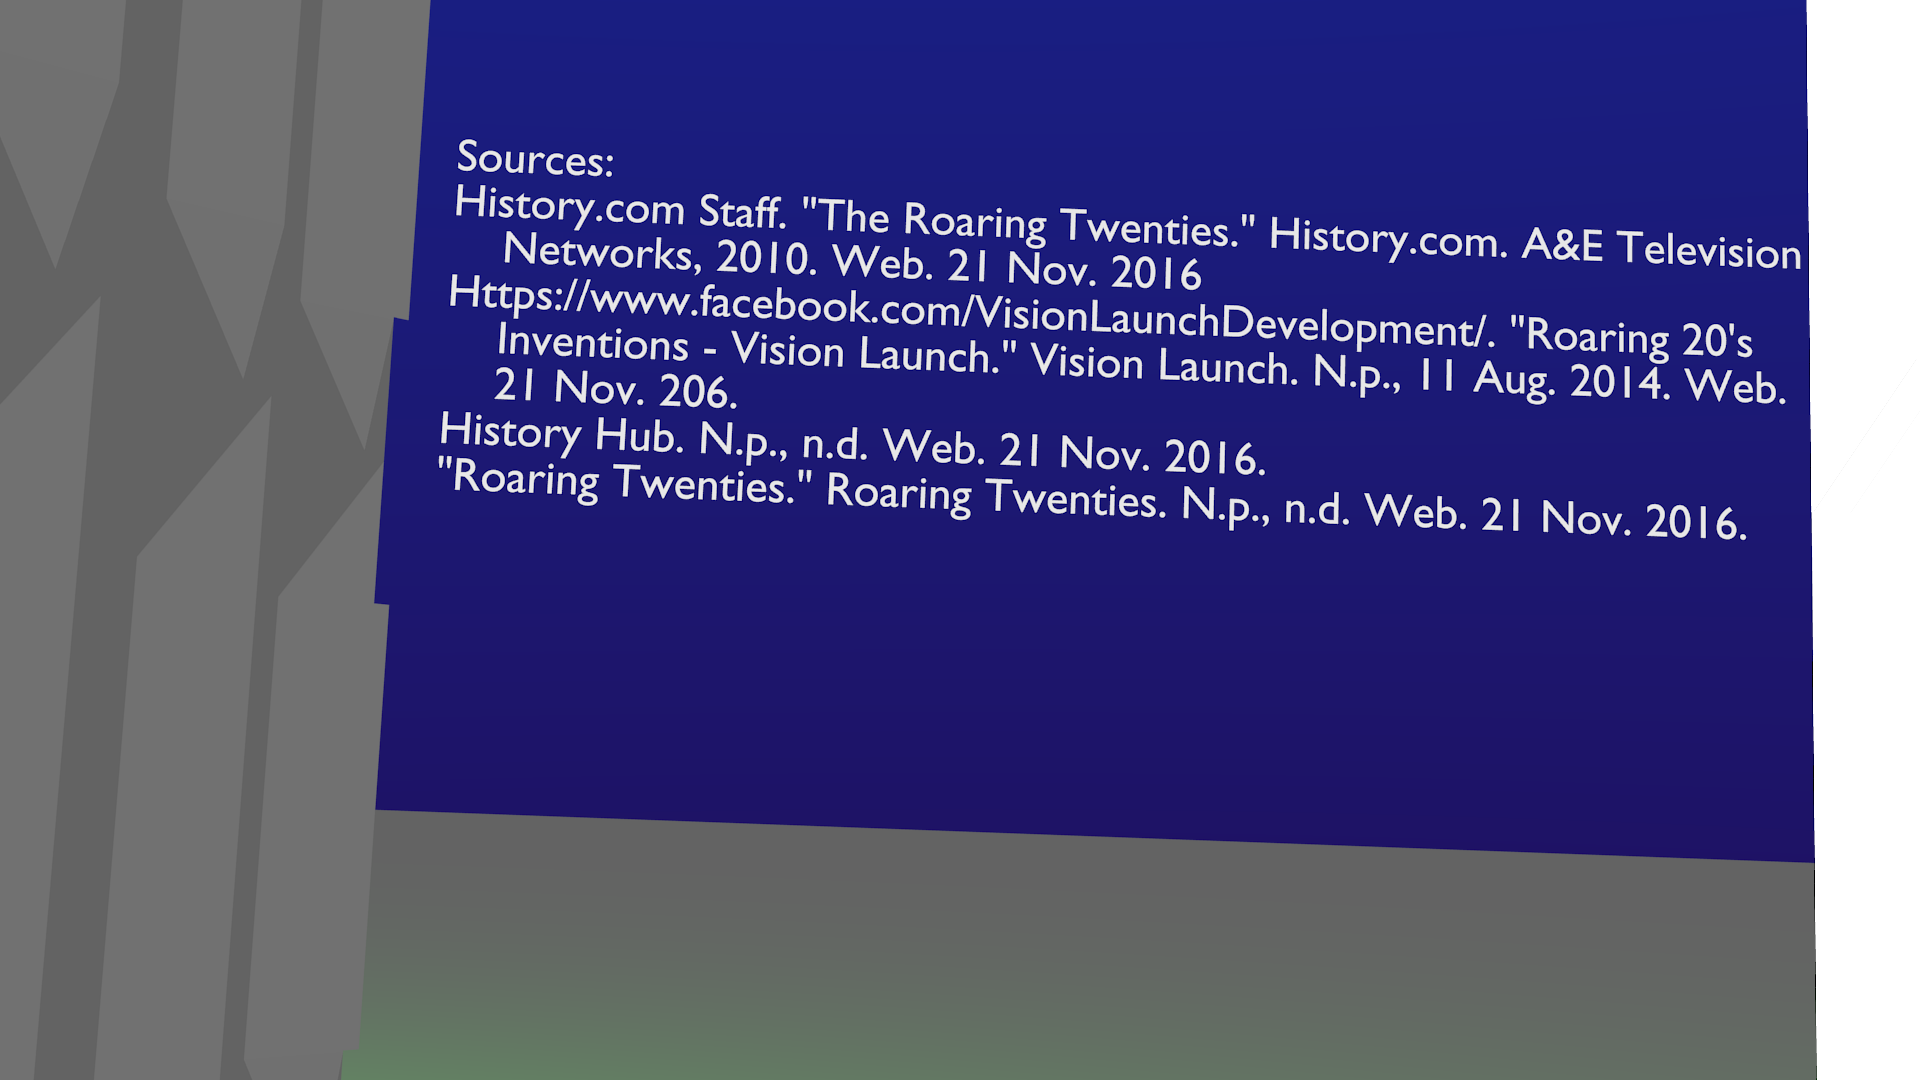 Sources:
History.com Staff. "The Roaring Twenties." History.com. A&E Television
Networks, 2010. Web. 21 Nov. 2016
Https://www.facebook.com/VisionLaunchDevelopment/. "Roaring 20's
Inventions - Vision Launch." Vision Launch. N.p., 11 Aug. 2014. Web.
21 Nov. 206.
History Hub. N.p., n.d. Web. 21 Nov. 2016.
"Roaring Twenties." Roaring Twenties. N.p., n.d. Web. 21 Nov. 2016.